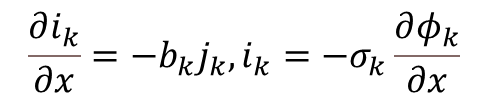 ∂i_k/∂x = −b_k j_k, i_k = −σ_k ∂ϕ_k/∂x